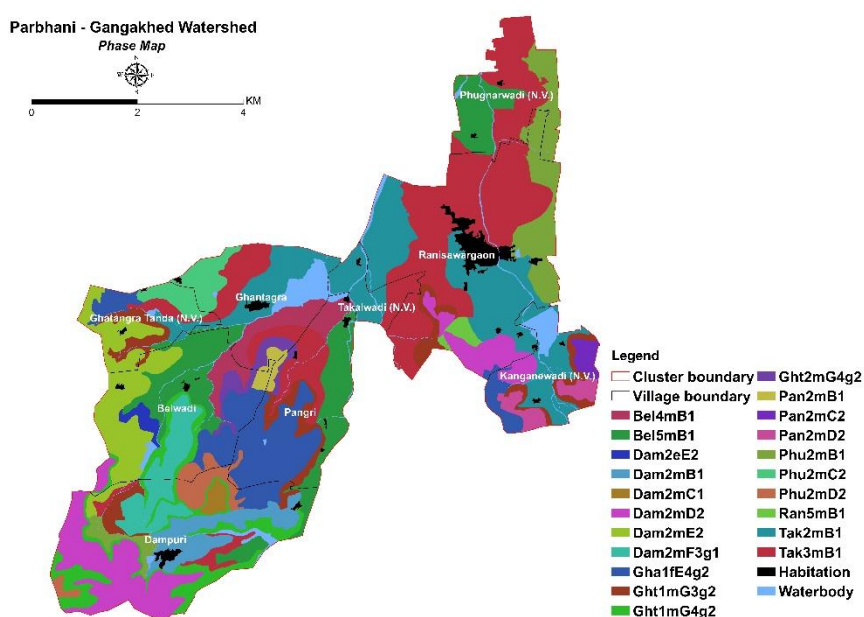 Parbhani - Gangakhed Watershed
Phase Map
N
W E
S
KM
0 2 4
Phugnarwadi (N.V.)
Ranisawargaon
Ghantagra
Takalwadi (N.V.)
Ghatangra Tanda (N.V.)
Kanganewadi (N.V.)
Belwadi
Pangri
Dampuri
Legend
Cluster boundary
Village boundary
Bel4mB1
Bel5mB1
Dam2eE2
Dam2mB1
Dam2mC1
Dam2mD2
Dam2mE2
Dam2mF3g1
Gha1fE4g2
Ght1mG3g2
Ght1mG4g2
Ght2mG4g2
Pan2mB1
Pan2mC2
Pan2mD2
Phu2mB1
Phu2mC2
Phu2mD2
Ran5mB1
Tak2mB1
Tak3mB1
Habitation
Waterbody